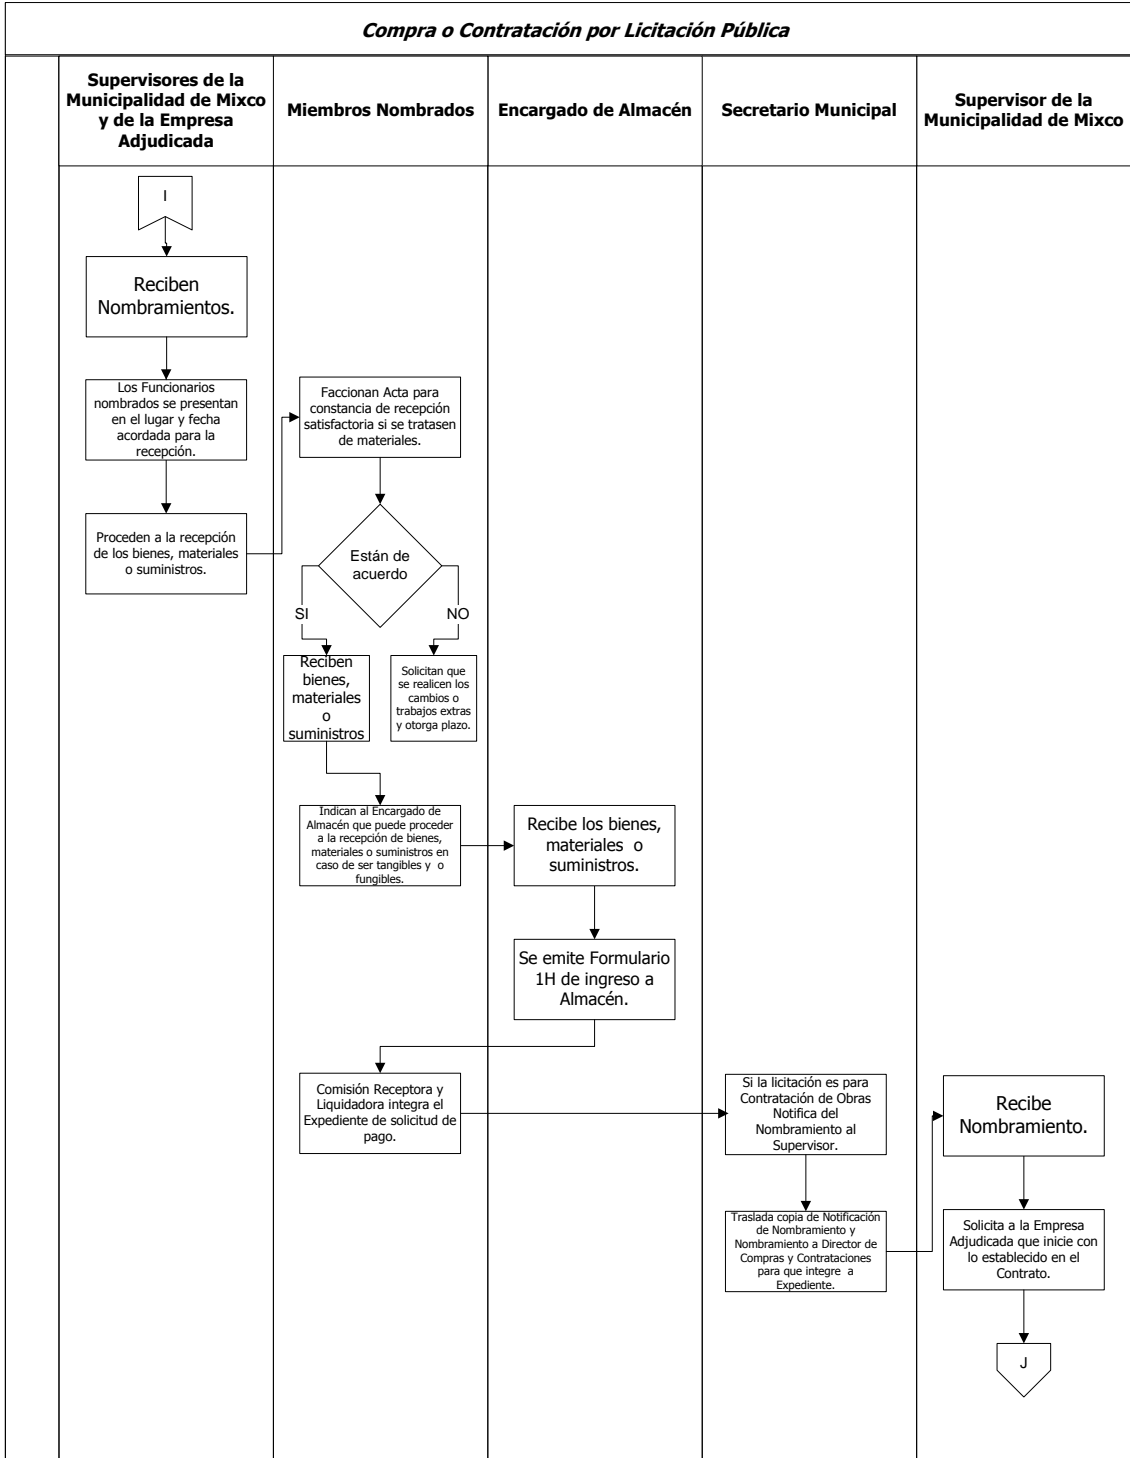 Compra o Contratación por Licitación Pública
Supervisores de la
Municipalidad de Mixco
y de la Empresa
Adjudicada
Miembros Nombrados
Encargado de Almacén
Secretario Municipal
Supervisor de la
Municipalidad de Mixco
I
Reciben
Nombramientos.
Los Funcionarios
nombrados se presentan
en el lugar y fecha
acordada para la
recepción.
Proceden a la recepción
de los bienes, materiales
o suministros.
Faccionan Acta para
constancia de recepción
satisfactoria si se tratasen
de materiales.
Están de
acuerdo
SI
NO
Reciben
bienes,
materiales
o
suministros
Solicitan que
se realicen los
cambios o
trabajos extras
y otorga plazo.
Indican al Encargado de
Almacén que puede proceder
a la recepción de bienes,
materiales o suministros en
caso de ser tangibles y o
fungibles.
Recibe los bienes,
materiales o
suministros.
Se emite Formulario
1H de ingreso a
Almacén.
Comisión Receptora y
Liquidadora integra el
Expediente de solicitud de
pago.
Si la licitación es para
Contratación de Obras
Notifica del
Nombramiento al
Supervisor.
Traslada copia de Notificación
de Nombramiento y
Nombramiento a Director de
Compras y Contrataciones
para que integre a
Expediente.
Recibe
Nombramiento.
Solicita a la Empresa
Adjudicada que inicie con
lo establecido en el
Contrato.
J